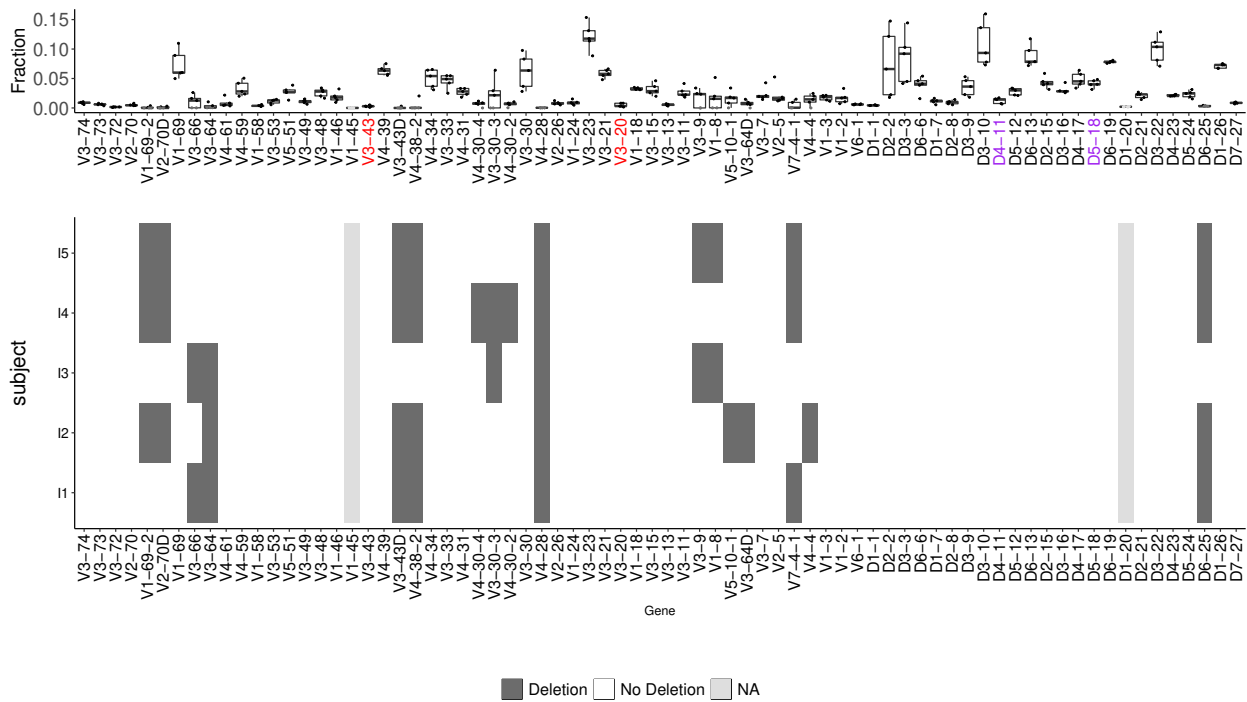 Fraction
0.15
0.10
0.05
0.00
V3-74 V3-73 V3-72 V2-70 V1-69-2 V2-70D V1-69 V3-66 V3-64 V4-61 V4-59 V1-58 V3-53 V5-51 V3-49 V3-48 V1-46 V1-45 V3-43 V4-39 V3-43D V4-38-2 V4-34 V3-33 V4-31 V4-30-4 V3-30-3 V4-30-2 V3-30 V4-28 V2-26 V1-24 V3-23 V3-21 V3-20 V1-18 V3-15 V3-13 V3-11 V3-9 V1-8 V5-10-1 V3-64D V3-7 V2-5 V7-4-1 V4-4 V1-3 V1-2 V6-1 D1-1 D2-2 D3-3 D6-6 D1-7 D2-8 D3-9 D3-10 D4-11 D5-12 D6-13 D2-15 D3-16 D4-17 D5-18 D6-19 D1-20 D2-21 D3-22 D4-23 D5-24 D6-25 D1-26 D7-27
subject
I5
I4
I3
I2
I1
V3-74 V3-73 V3-72 V2-70 V1-69-2 V2-70D V1-69 V3-66 V3-64 V4-61 V4-59 V1-58 V3-53 V5-51 V3-49 V3-48 V1-46 V1-45 V3-43 V4-39 V3-43D V4-38-2 V4-34 V3-33 V4-31 V4-30-4 V3-30-3 V4-30-2 V3-30 V4-28 V2-26 V1-24 V3-23 V3-21 V3-20 V1-18 V3-15 V3-13 V3-11 V3-9 V1-8 V5-10-1 V3-64D V3-7 V2-5 V7-4-1 V4-4 V1-3 V1-2 V6-1 D1-1 D2-2 D3-3 D6-6 D1-7 D2-8 D3-9 D3-10 D4-11 D5-12 D6-13 D2-15 D3-16 D4-17 D5-18 D6-19 D1-20 D2-21 D3-22 D4-23 D5-24 D6-25 D1-26 D7-27
Gene
Deletion No Deletion NA